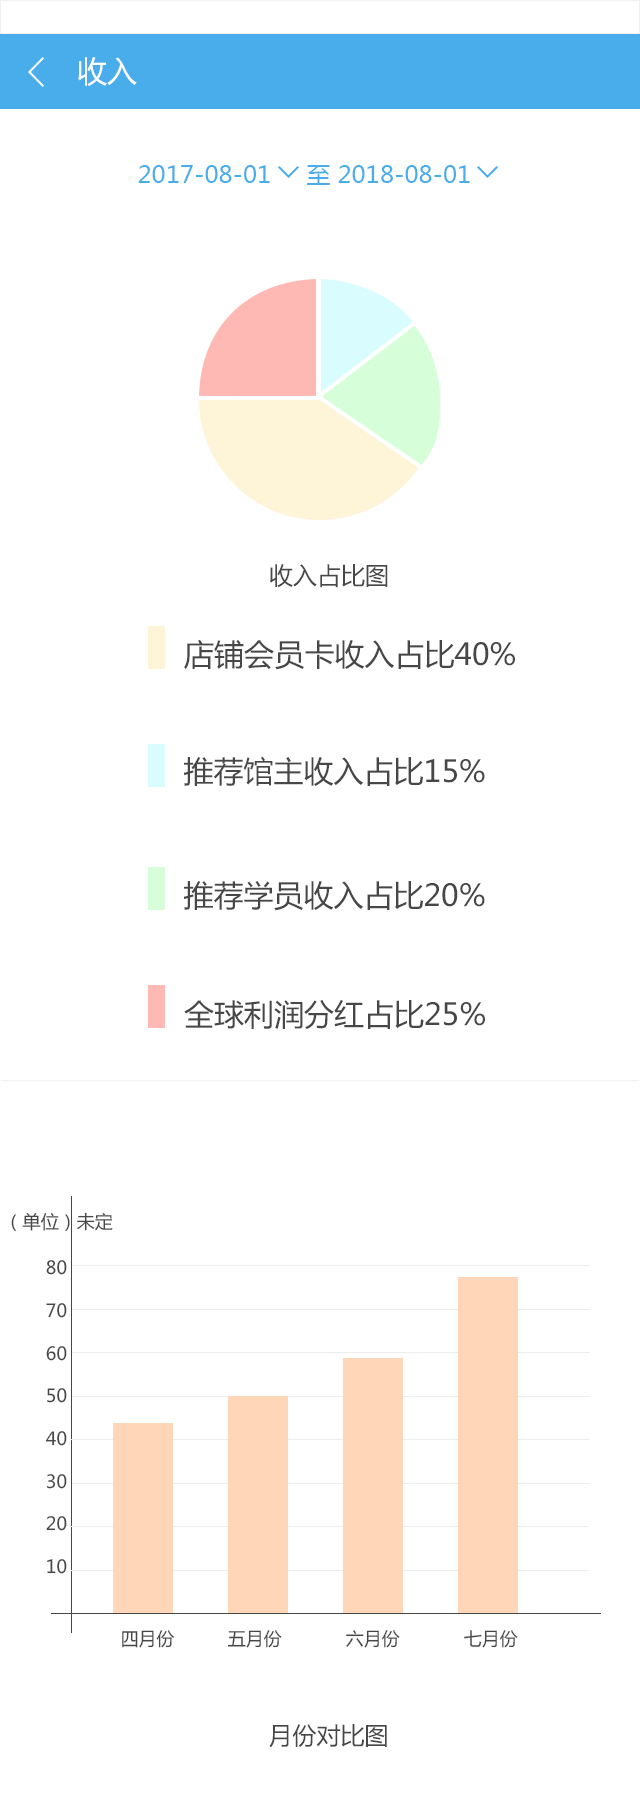 收入
2017-08-01 至 2018-08-01
收入占比图
店铺会员卡收入占比40%
推荐馆主收入占比15%
推荐学员收入占比20%
全球利润分红占比25%
（单位）未定
80
70
60
50
40
30
20
10
四月份 五月份 六月份 七月份
月份对比图